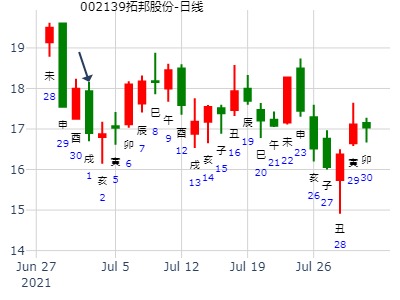 002139拓邦股份-日线
19
18
17
16
15
14
未
28
申
29
酉
30
戌
1
亥
2
寅
5
卯
6
辰
7
巳
8
午
9
酉
12
戌
13
亥
14
子
15
丑
16
辰
19
巳
20
午
21
未
22
申
23
亥
26
子
27
丑
28
寅
29
卯
30
Jun 27
2021
Jul 5
Jul 12
Jul 19
Jul 26